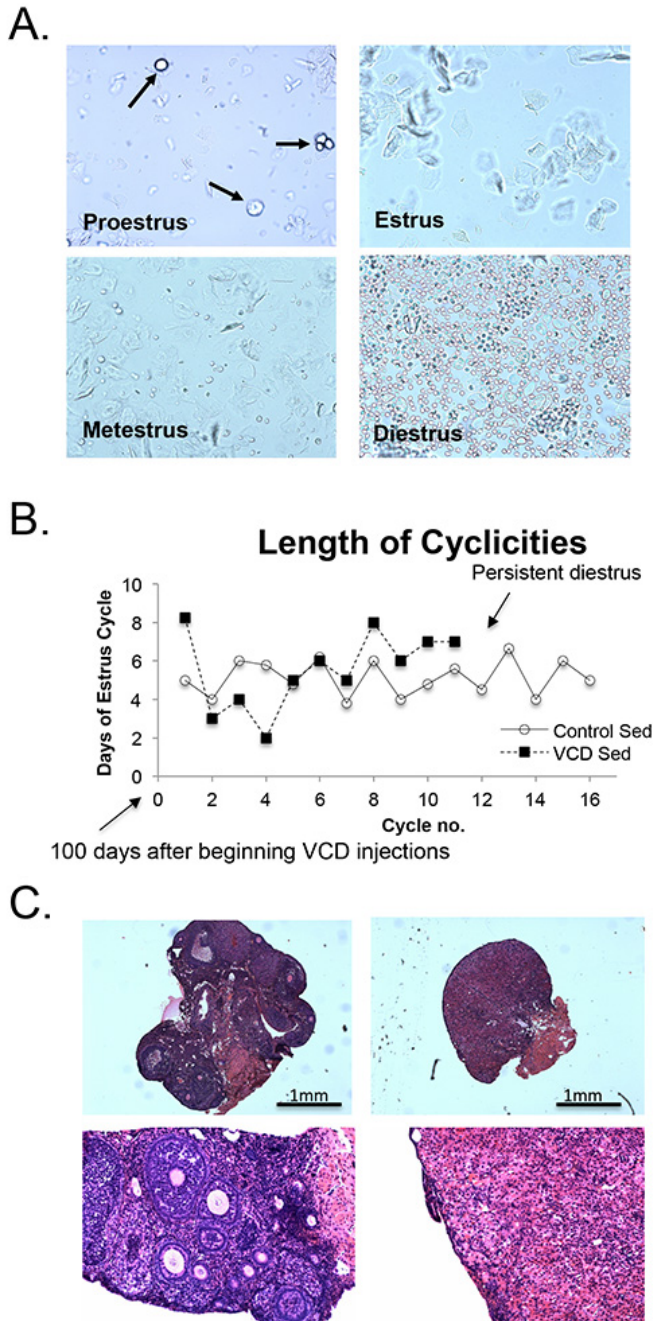 A.
Proestrus
Estrus
Metestrus
Diestrus
B.
Length of Cyclicities
Persistent diestrus
Days of Estrus Cycle
10
8
6
4
2
0
Control Sed
VCD Sed
0 2 4 6 8 10 12 14 16
Cycle no.
100 days after beginning VCD injections
C.
1mm
1mm